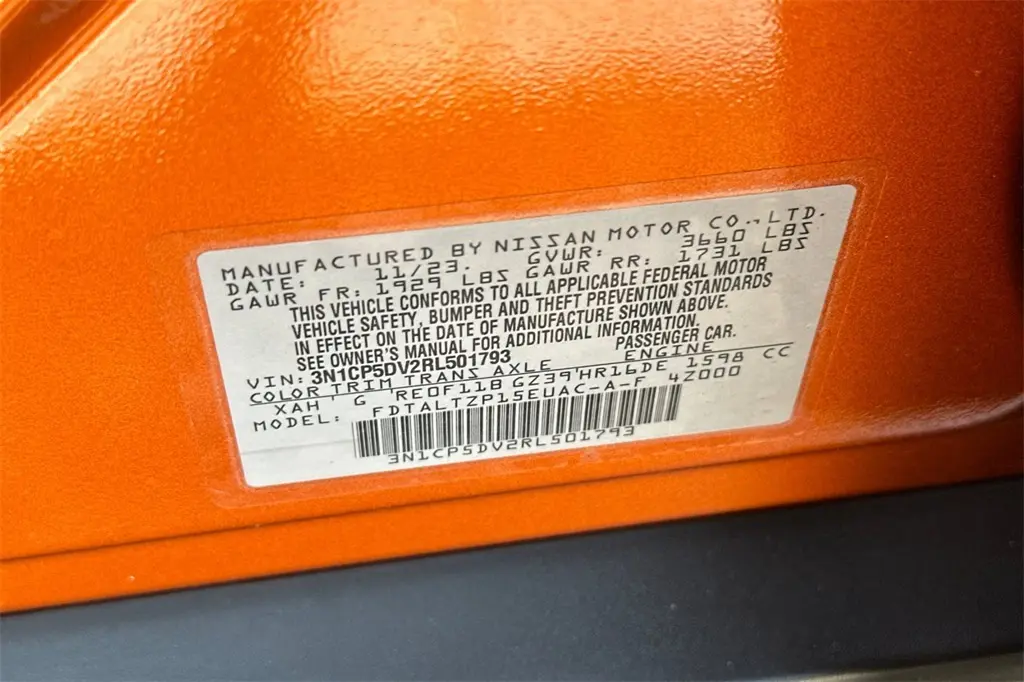 MANUFACTURED BY NISSAN MOTOR CO.,LTD.
DATE: 11/23. GVWR: 3660 LBS
GAWR FR: 1929 LBS GAWR RR: 1731 LBS
THIS VEHICLE CONFORMS TO ALL APPLICABLE FEDERAL MOTOR
VEHICLE SAFETY, BUMPER AND THEFT PREVENTION STANDARDS
IN EFFECT ON THE DATE OF MANUFACTURE SHOWN ABOVE.
SEE OWNER'S MANUAL FOR ADDITIONAL INFORMATION.
VIN: 3N1CP5DV2RL501793 PASSENGER CAR.
COLOR TRIM TRANS AXLE ENGINE
XAH ' G 'RE0F11B GZ39'HR16DE 1598 CC
MODEL: FDTALTZP15EUAC-A-F 4Z000
3N1CP5DV2RL501793